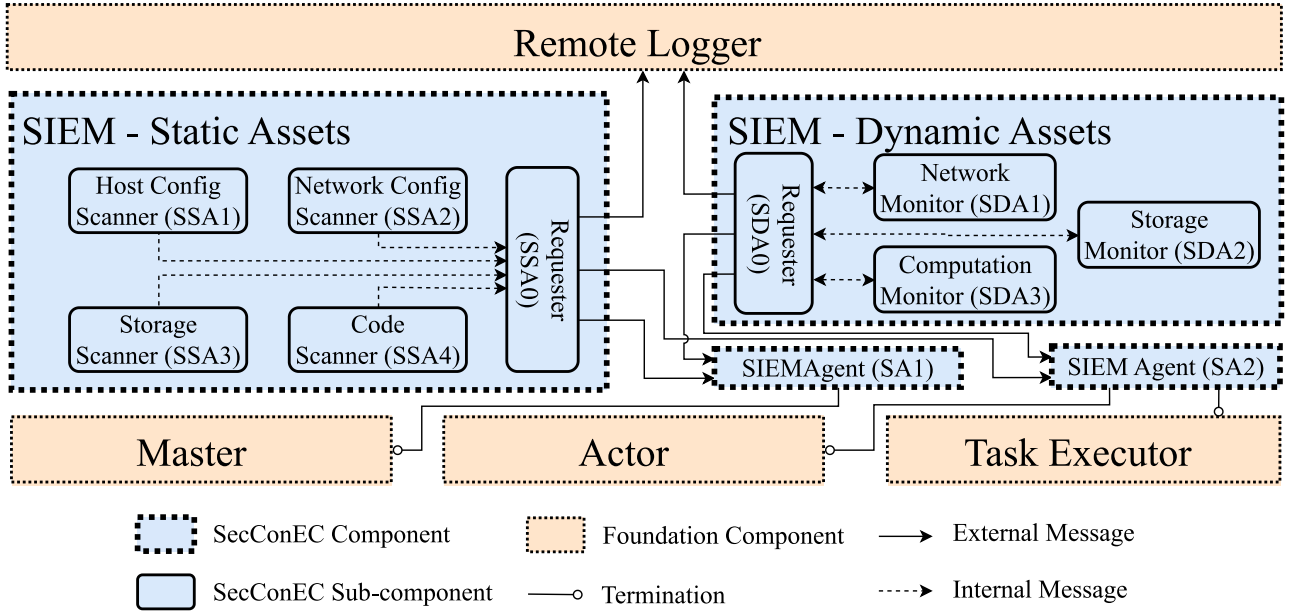 Remote Logger
SIEM - Static Assets
Host Config
Scanner (SSA1)
Network Config
Scanner (SSA2)
Storage
Scanner (SSA3)
Code
Scanner (SSA4)
Requester
(SSA0)
SIEM - Dynamic Assets
Requester
(SDA0)
Network
Monitor (SDA1)
Storage
Monitor (SDA2)
Computation
Monitor (SDA3)
SIEMAgent (SA1)
SIEM Agent (SA2)
Master
Actor
Task Executor
SecConEC Component
Foundation Component
External Message
SecConEC Sub-component
Termination
Internal Message